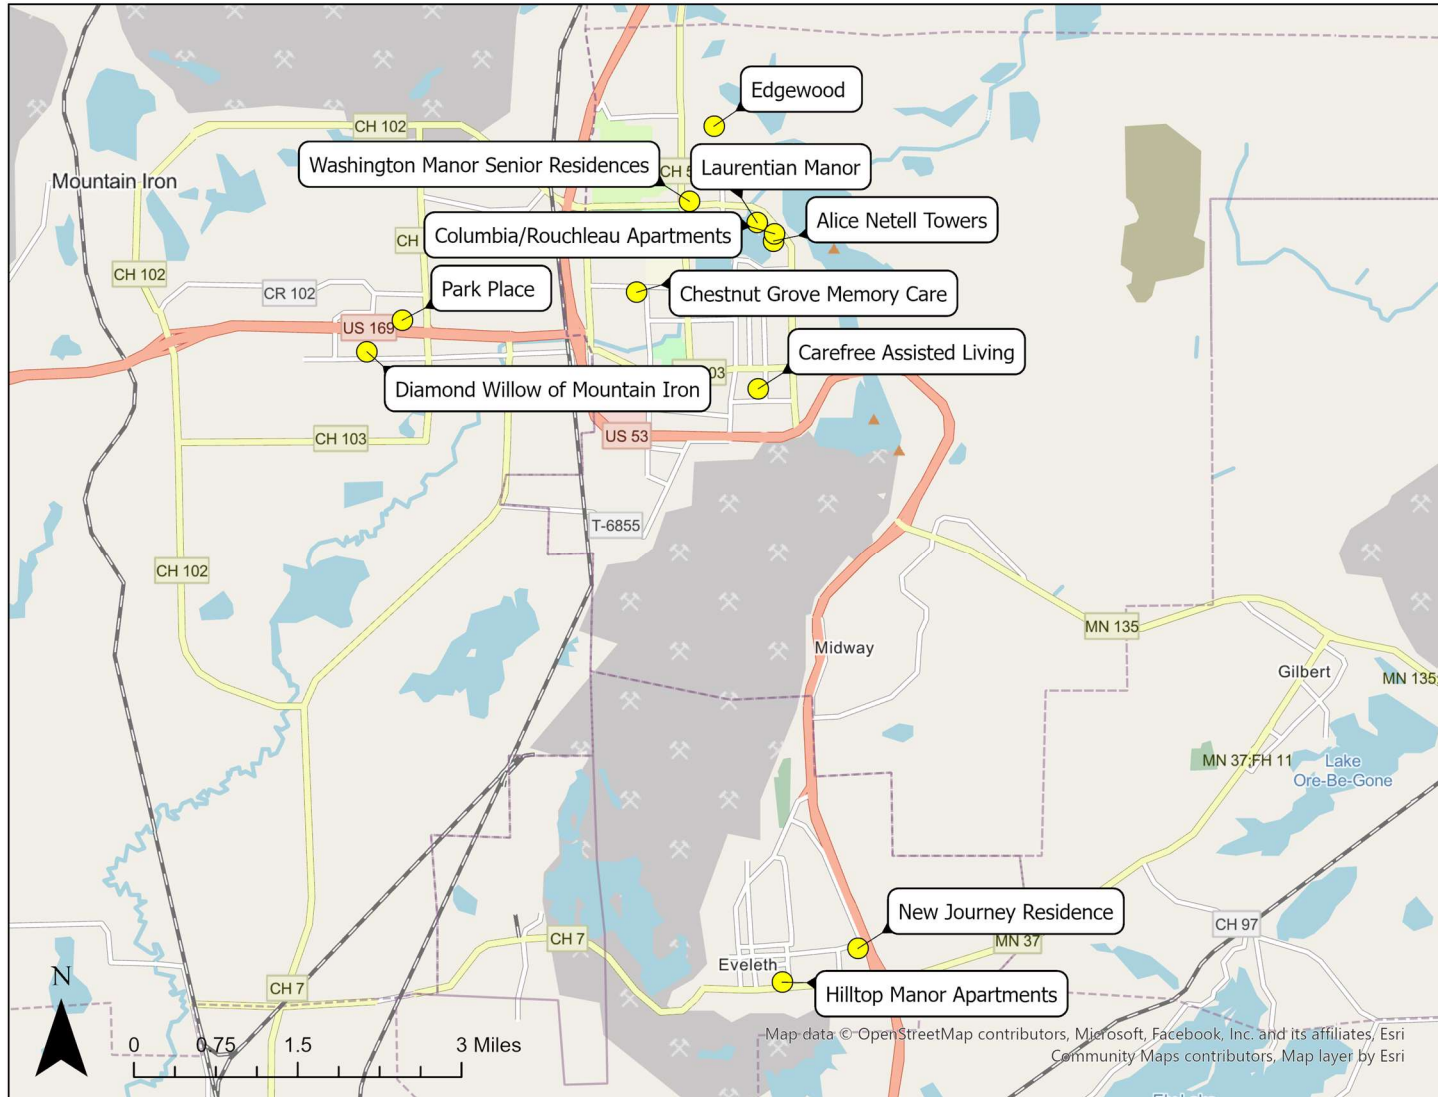 Edgewood
CH 102
Washington Manor Senior Residences
CH 5
Laurentian Manor
Mountain Iron
Alice Netell Towers
CH
Columbia/Rouchleau Apartments
CH 102
CR 102
Park Place
Chestnut Grove Memory Care
US 169
Carefree Assisted Living
03
Diamond Willow of Mountain Iron
US 53
CH 103
T-6855
CH 102
MN 135
Midway
Gilbert
MN 135;
MN 37;FH 11
Lake
Ore-Be-Gone
New Journey Residence
CH 97
CH 7
MN 37
Eveleth
N
CH 7
Hilltop Manor Apartments
0 0.75 1.5 3 Miles
Map data © OpenStreetMap contributors, Microsoft, Facebook, Inc. and its affiliates, Esri
Community Maps contributors, Map layer by Esri